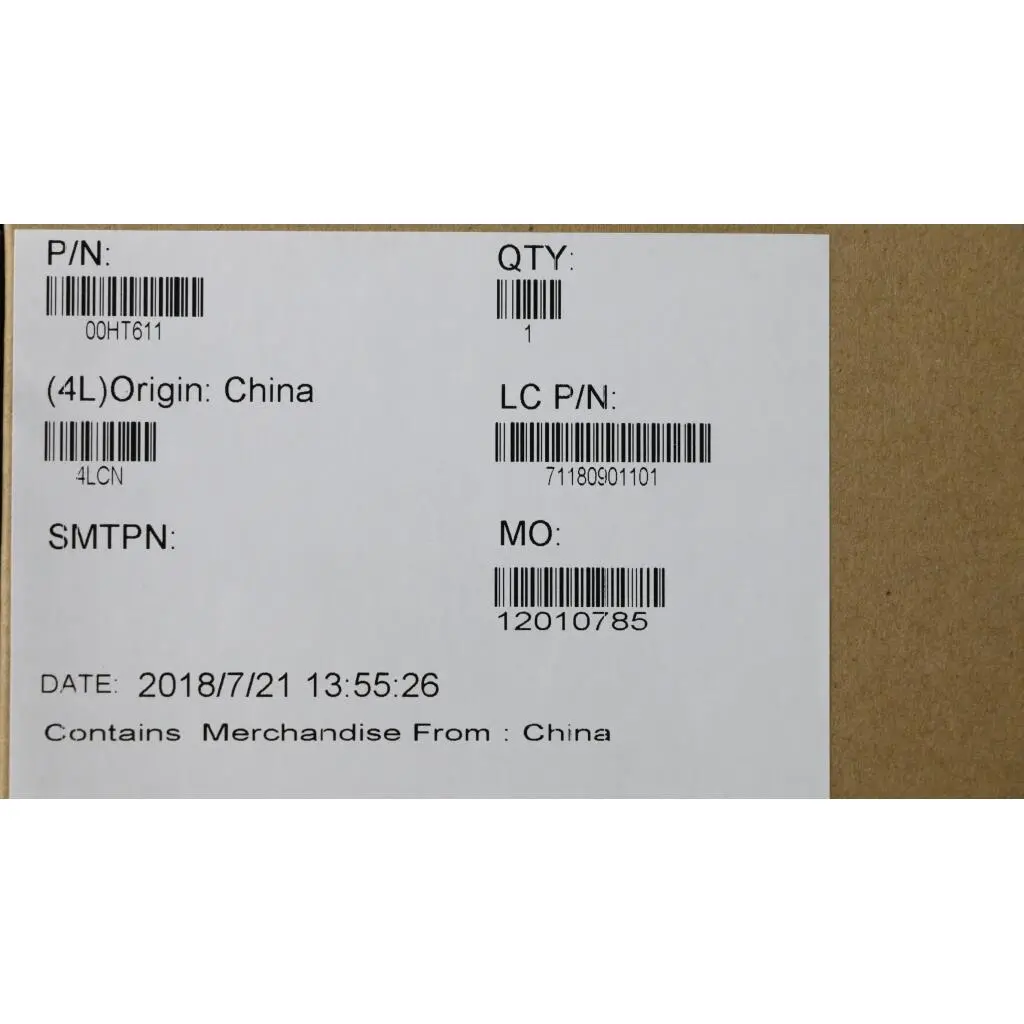 P/N:
00HT611
QTY:
1
(4L)Origin: China
4LCN
LC P/N:
71180901101
SMTPN:
MO:
12010785
DATE: 2018/7/21 13:55:26
Contains Merchandise From : China